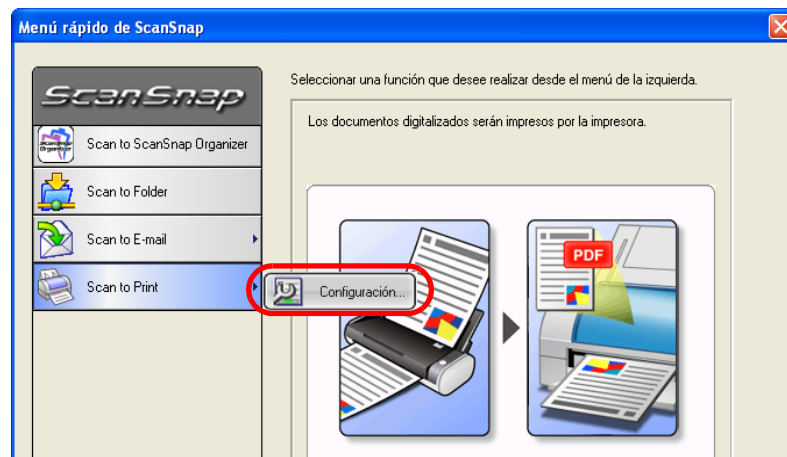 Menú rápido de ScanSnap
ScanSnap
Seleccionar una función que desee realizar desde el menú de la izquierda.
Los documentos digitalizados serán impresos por la impresora.
Scan to ScanSnap Organizer
Scan to Folder
Scan to E-mail
Scan to Print
Configuración...
PDF